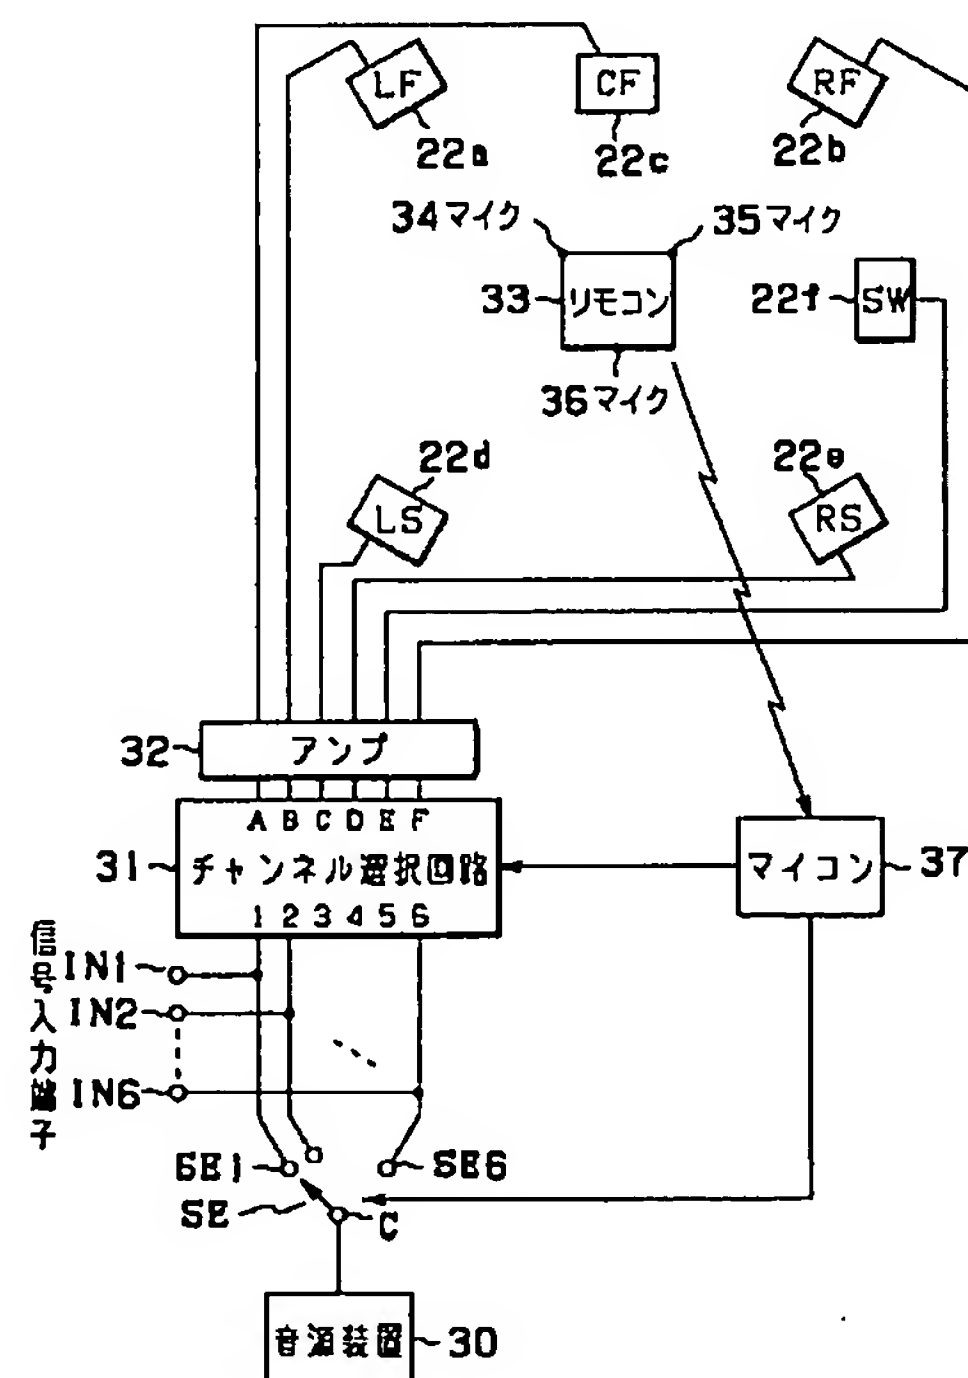 LF
CF
RF
22a
22c
22b
34マイク
35マイク
33
リモコン
22f
SW
36マイク
22d
22e
LS
RS
32
アンプ
A B C D E F
31
チャンネル選択回路
マイコン
37
1 2 3 4 5 6
信号入力端子
IN1
IN2
IN6
SE1
SE6
SE
C
音源装置
30